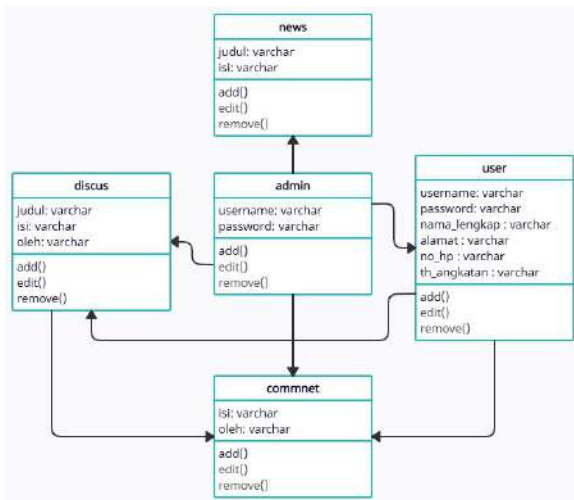 news
judul: varchar
isi: varchar
add()
edit()
remove()
discus
judul: varchar
isi: varchar
oleh: varchar
add()
edit()
remove()
admin
username: varchar
password: varchar
add()
edit()
remove()
user
username: varchar
password: varchar
nama_lengkap : varchar
alamat : varchar
no_hp : varchar
th_angkatan : varchar
add()
edit()
remove()
commnet
isi: varchar
oleh: varchar
add()
edit()
remove()